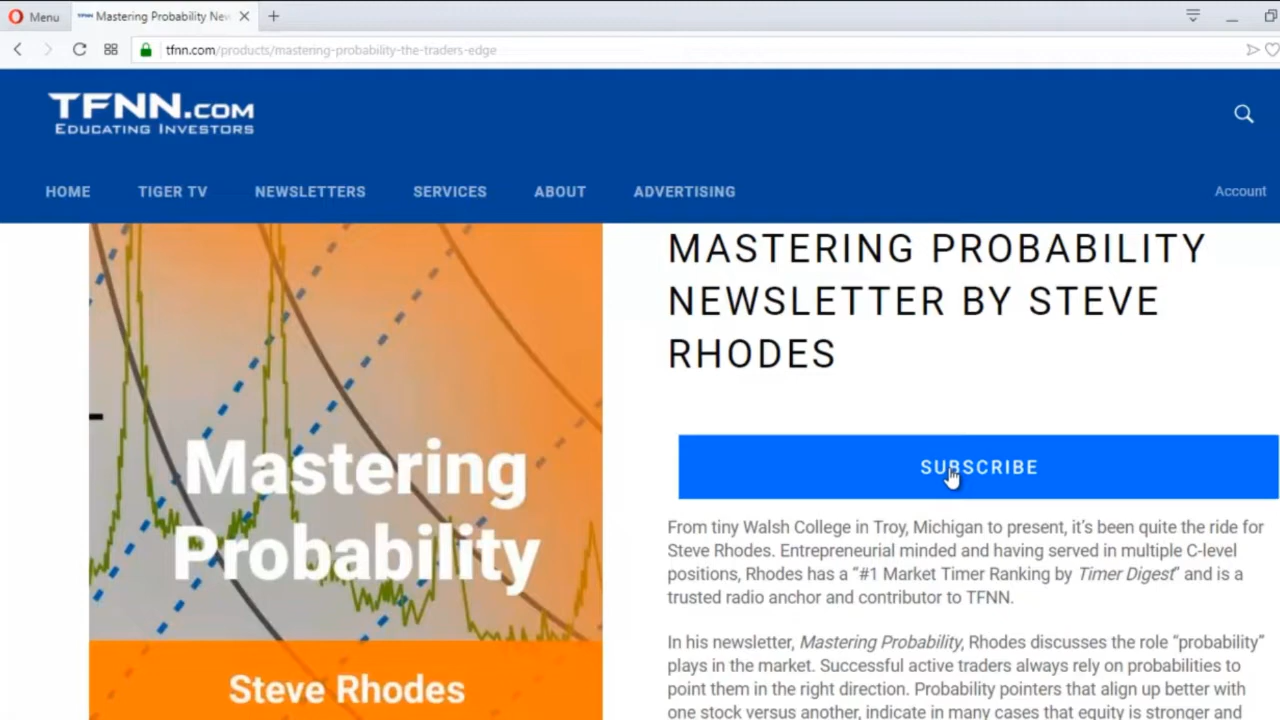 Menu
Mastering Probability New
tfnn.com/products/mastering-probability-the-traders-edge
TFNN.COM
EDUCATING INVESTORS
HOME TIGER TV NEWSLETTERS SERVICES ABOUT ADVERTISING Account
MASTERING PROBABILITY
NEWSLETTER BY STEVE
RHODES
Mastering
Probability
Steve Rhodes
SUBSCRIBE
From tiny Walsh College in Troy, Michigan to present, it’s been quite the ride for
Steve Rhodes. Entrepreneurial minded and having served in multiple C-level
positions, Rhodes has a “#1 Market Timer Ranking by Timer Digest” and is a
trusted radio anchor and contributor to TFNN.
In his newsletter, Mastering Probability, Rhodes discusses the role “probability”
plays in the market. Successful active traders always rely on probabilities to
point them in the right direction. Probability pointers that align up better with
one stock versus another, indicate in many cases that equity is stronger and